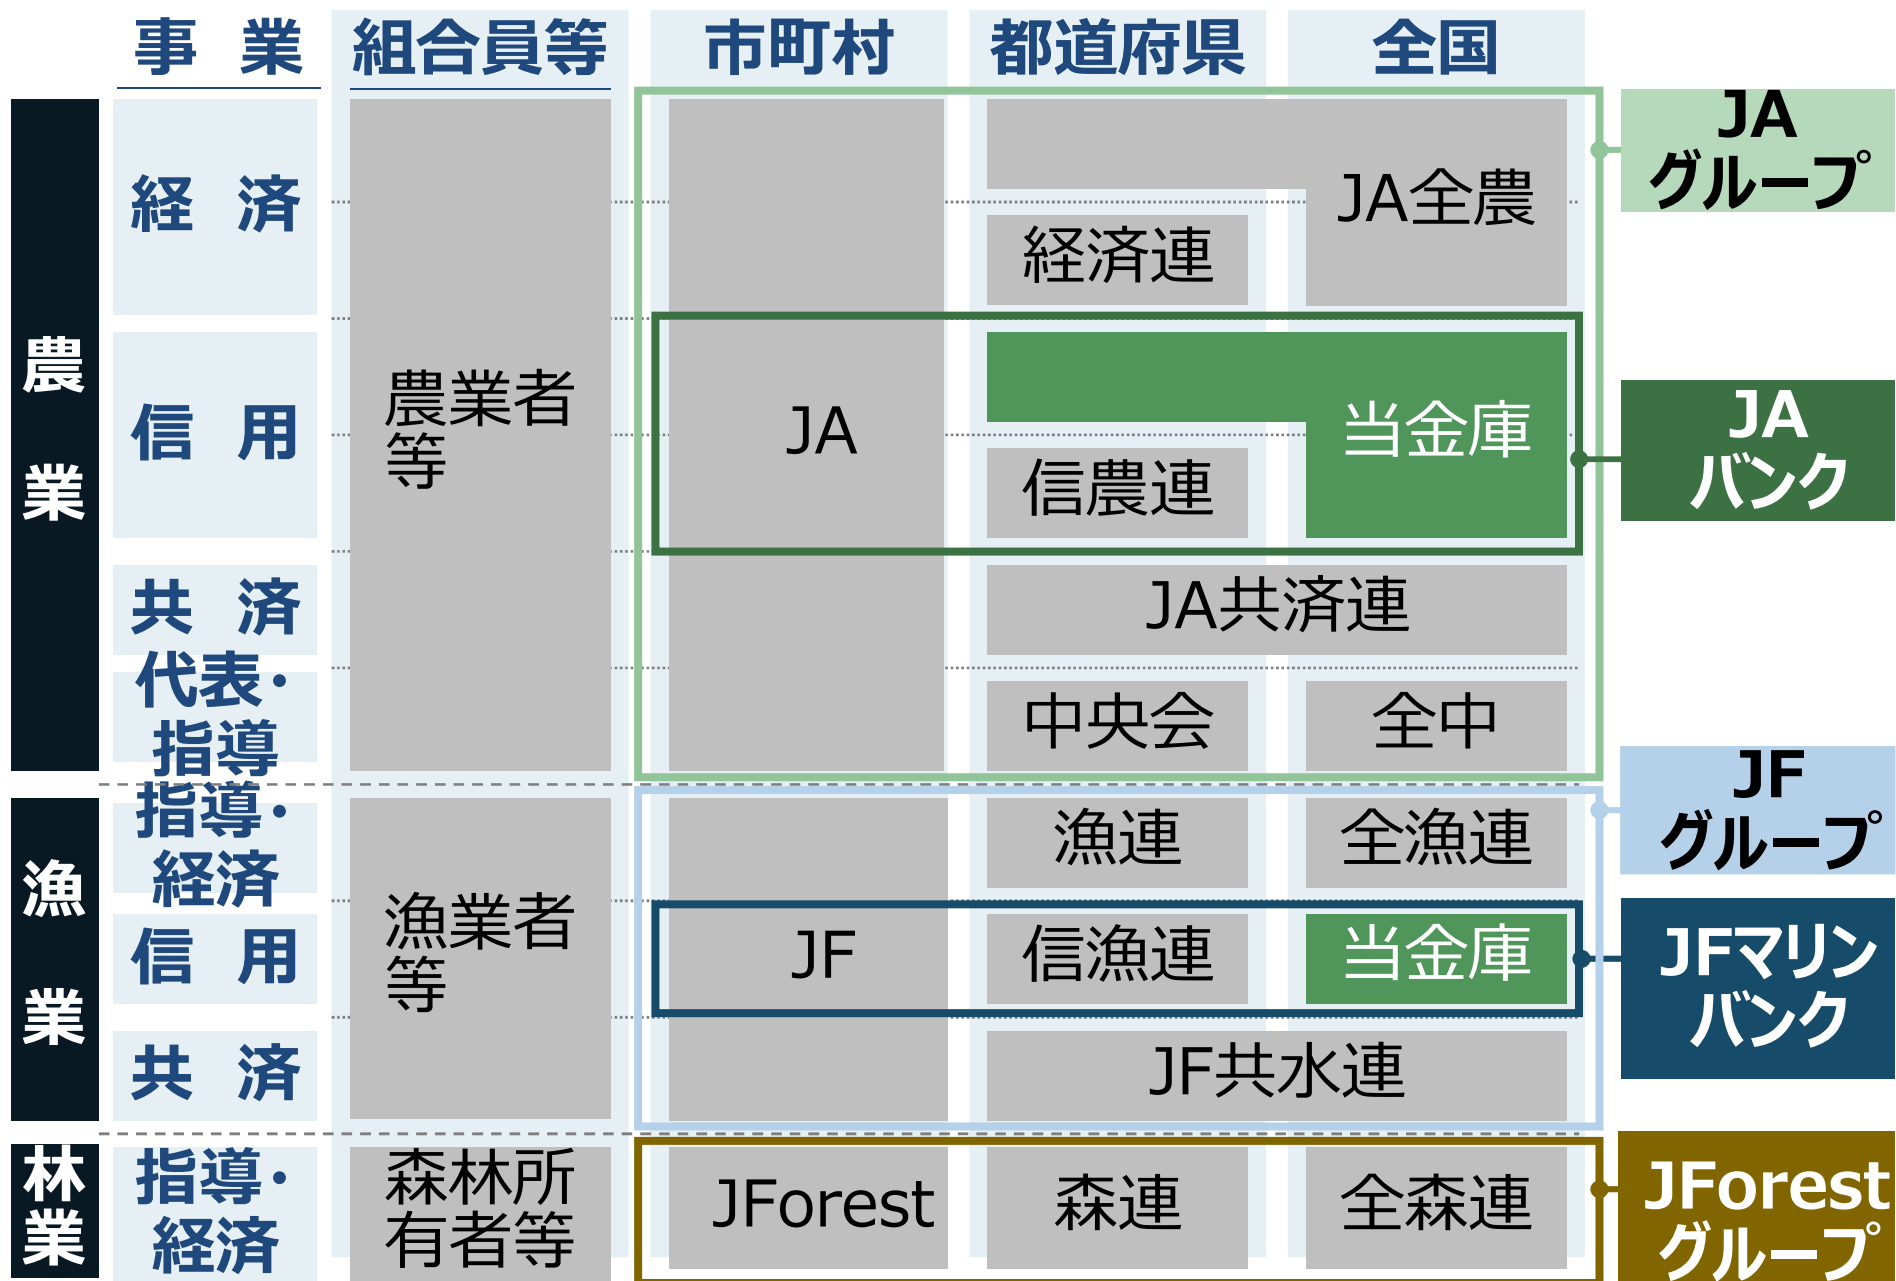 事業 組合員等 市町村 都道府県 全国
農業
経済
JA全農
経済連
JA
グループ
農業者
等
JA
信用
当金庫
信農連
JA
バンク
共済
JA共済連
代表・
指導
中央会
全中
漁業
指導・
経済
漁連
全漁連
JF
グループ
漁業者
等
JF
信用
信漁連
当金庫
JFマリン
バンク
共済
JF共水連
林業
指導・
経済
森林所
有者等
JForest
森連
全森連
JForest
グループ